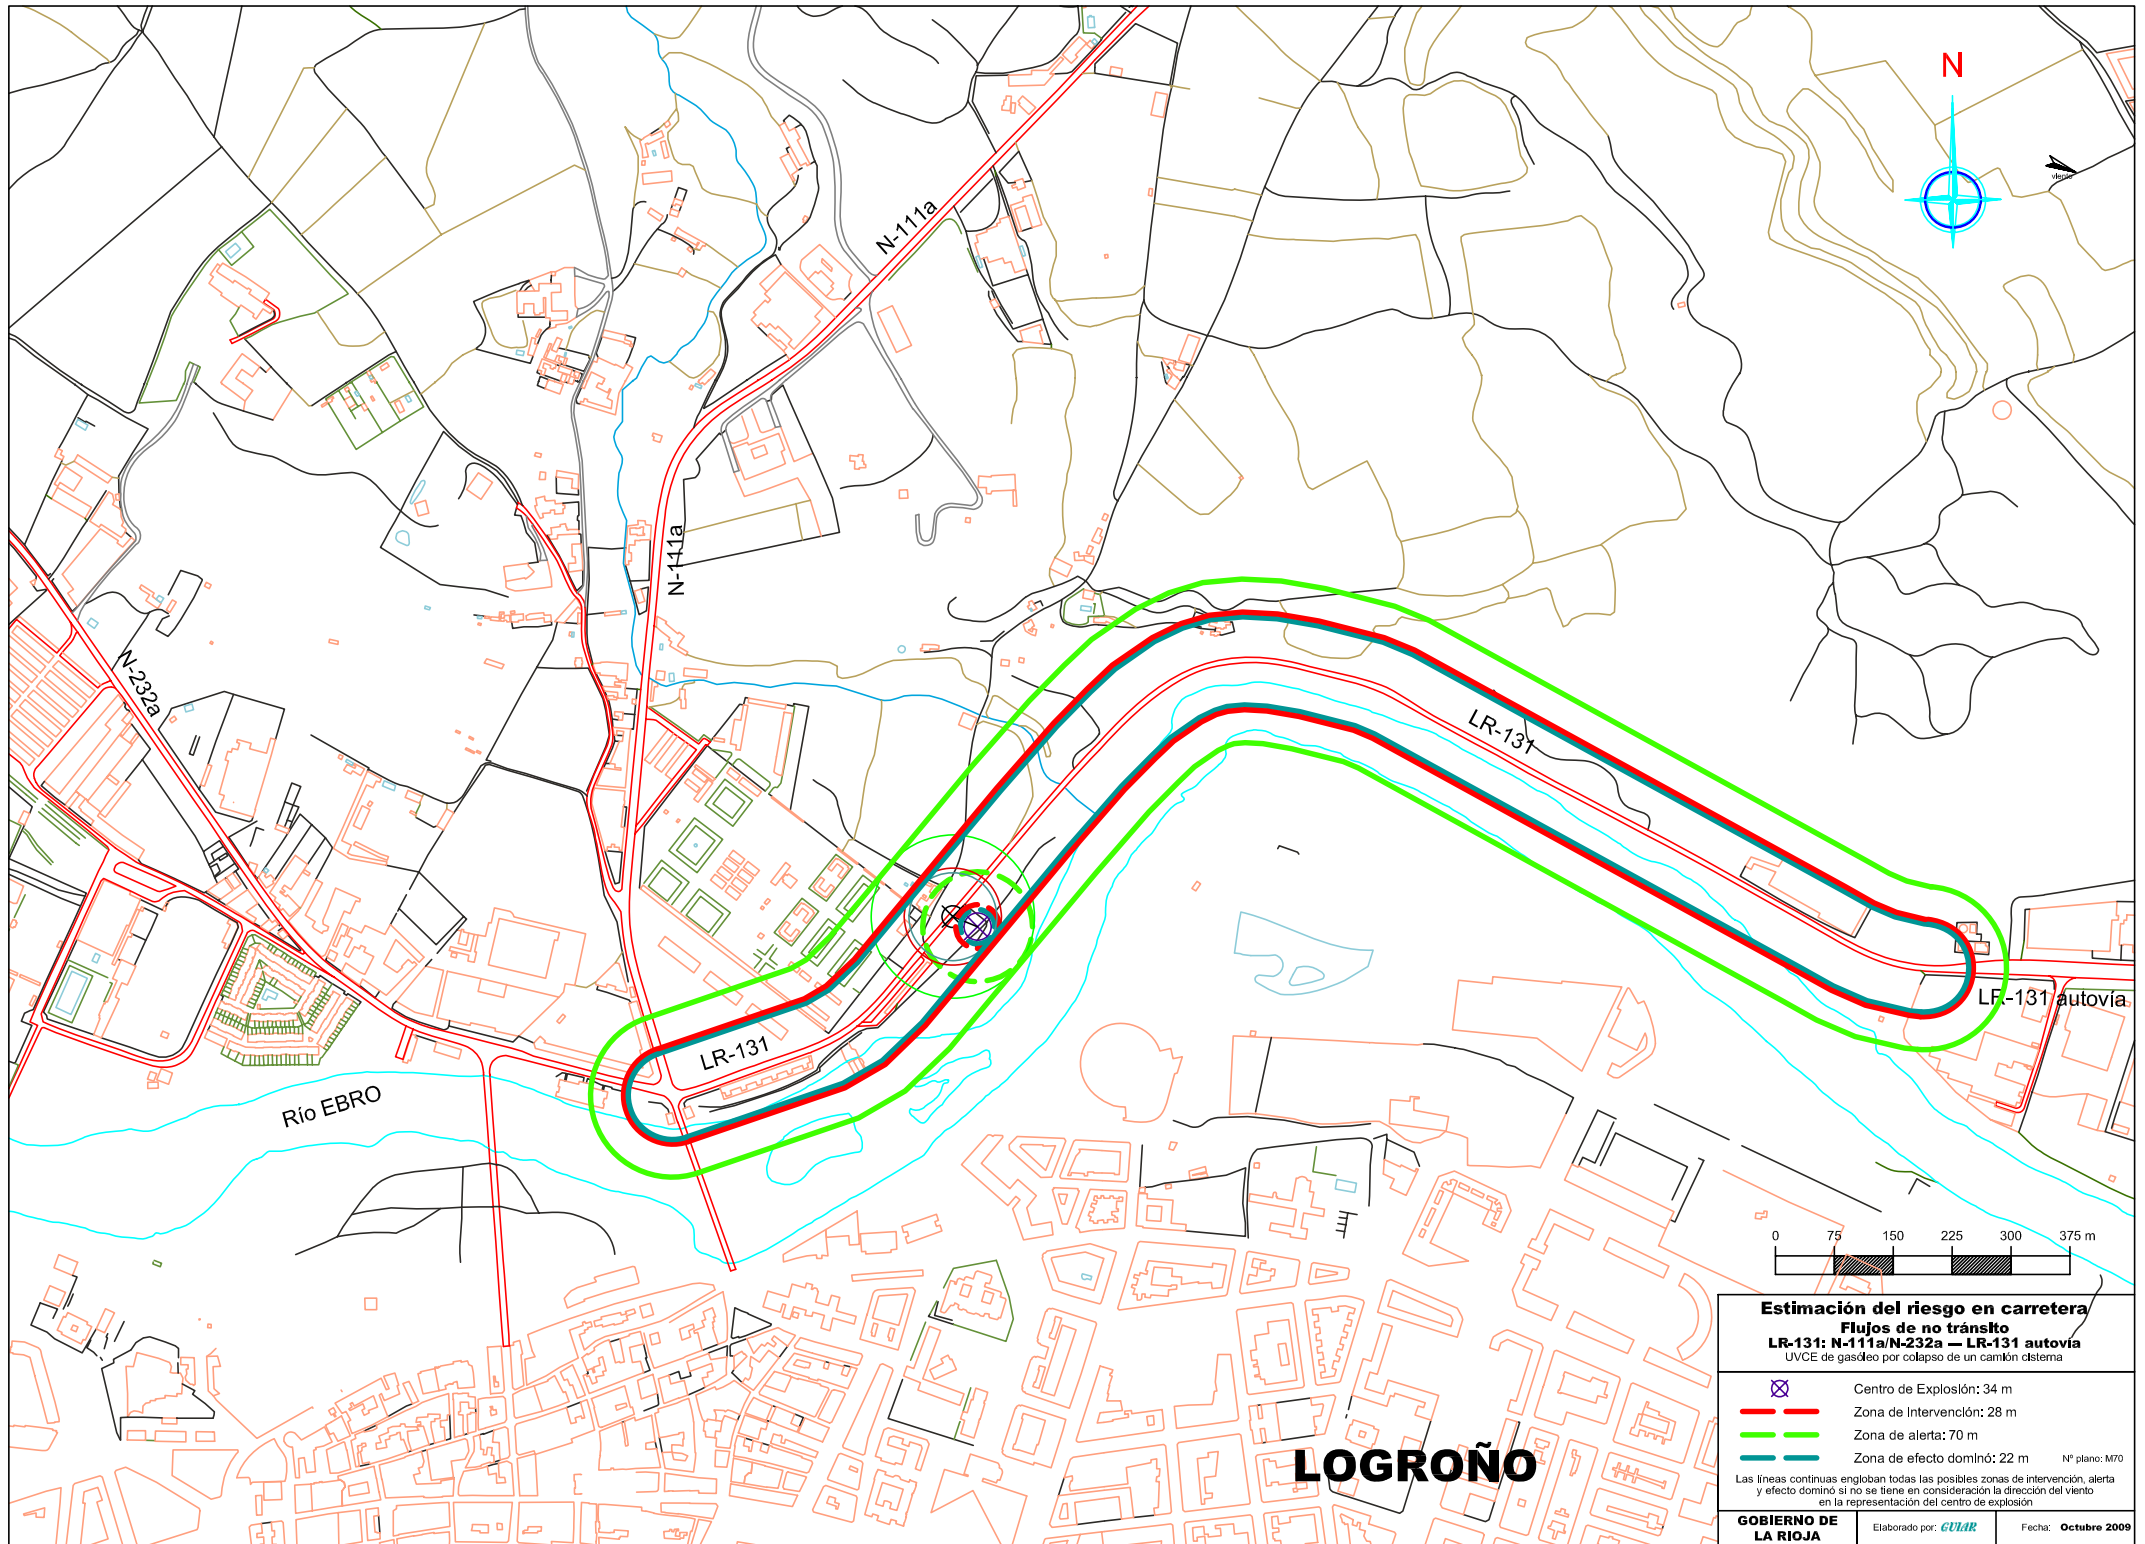 N
viento
N-111a
N-111a
N-232a
LR-131
LR-131
LR-131 autovía
Río EBRO
LOGROÑO
0 75 150 225 300 375 m
Estimación del riesgo en carretera
Flujos de no tránsito
LR-131: N-111a/N-232a — LR-131 autovía
UVCE de gasóleo por colapso de un camión cisterna
Centro de Explosión: 34 m
Zona de Intervención: 28 m
Zona de alerta: 70 m
Zona de efecto dominó: 22 m
Nº plano: M70
Las líneas continuas engloban todas las posibles zonas de intervención, alerta
y efecto dominó si no se tiene en consideración la dirección del viento
en la representación del centro de explosión
GOBIERNO DE
LA RIOJA
Elaborado por: GUIAR
Fecha: Octubre 2009